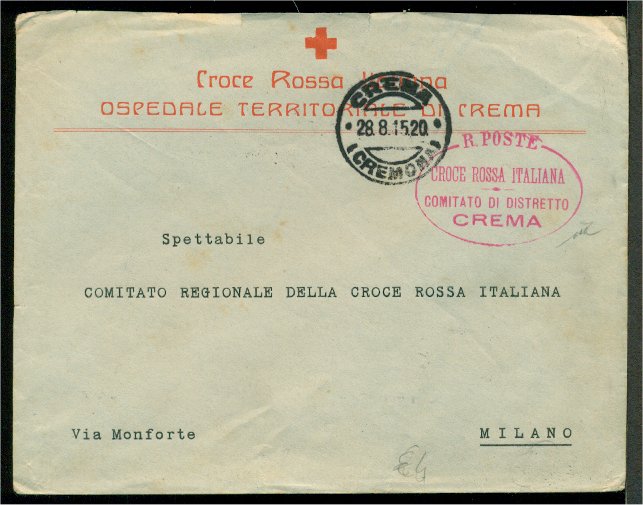 Croce Rossa Italiana
OSPEDALE TERRITORIALE DI CREMA
CREMA
28.8.15.20.
(CREMONA)
R. POSTE
CROCE ROSSA ITALIANA
COMITATO DI DISTRETTO
CREMA
Spettabile
COMITATO REGIONALE DELLA CROCE ROSSA ITALIANA
Via Monforte
MILANO